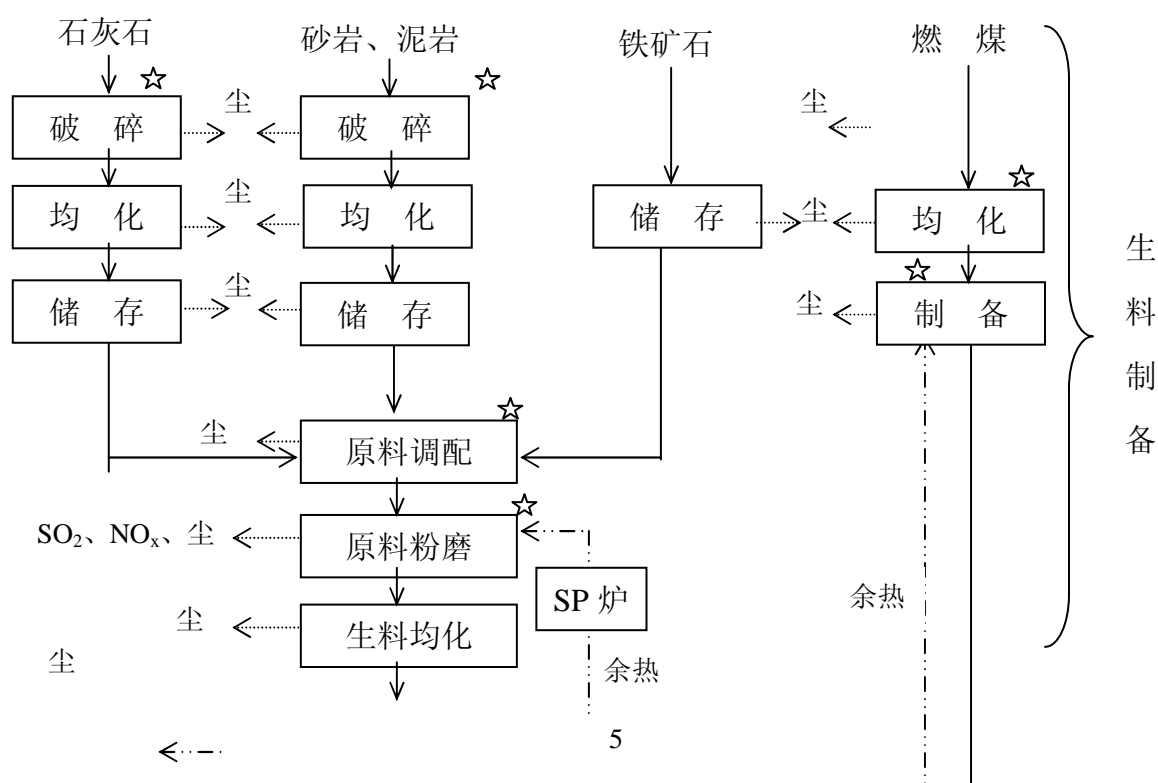 石灰石
砂岩、泥岩
铁矿石
燃 煤
尘
尘
破 碎
破 碎
尘
尘
均 化
均 化
储 存
均 化
尘
尘
储 存
储 存
制 备
生
料
制
备
尘
原料调配
SO₂、NOₓ、尘
原料粉磨
SP 炉
余热
尘
生料均化
尘
余热
5